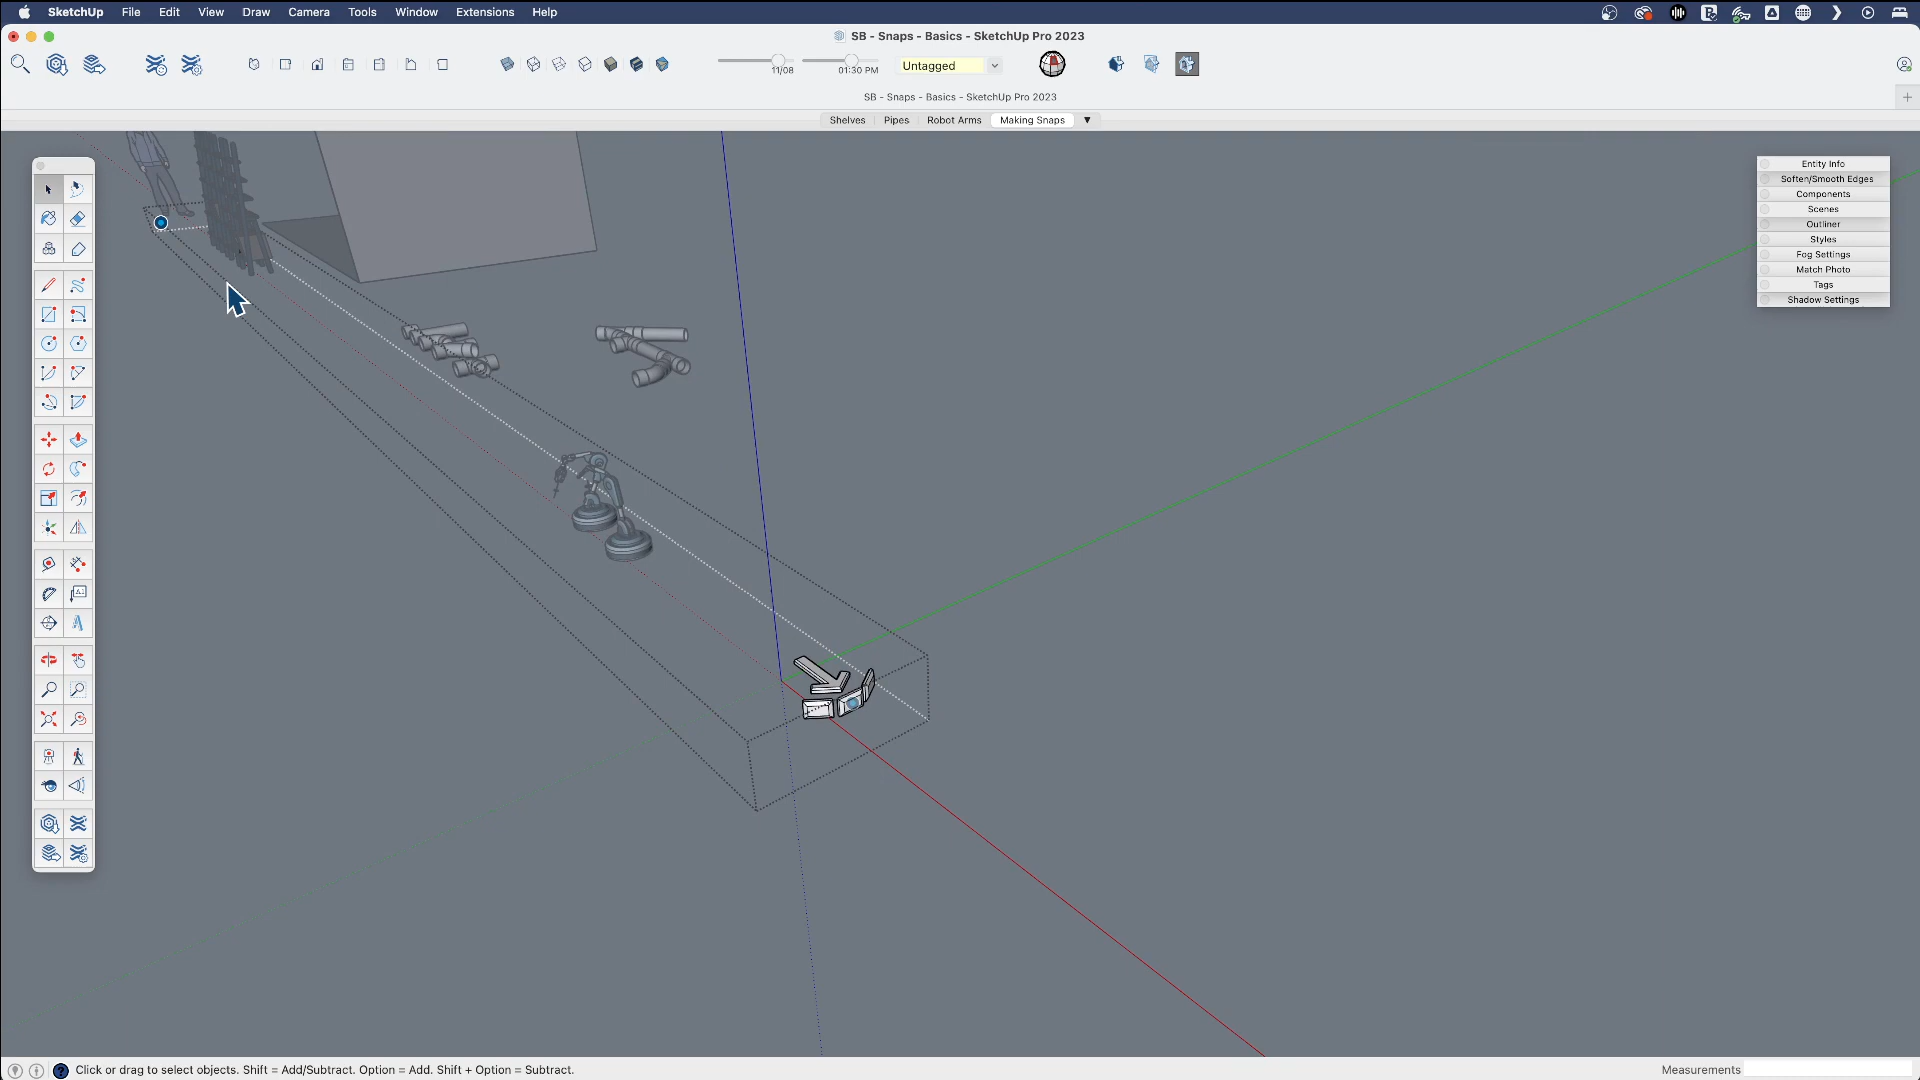 SketchUp File Edit View Draw Camera Tools Window Extensions Help
SB - Snaps - Basics - SketchUp Pro 2023
11/08 01:30 PM Untagged
SB - Snaps - Basics - SketchUp Pro 2023
Shelves Pipes Robot Arms Making Snaps
Entity Info
Soften/Smooth Edges
Components
Scenes
Outliner
Styles
Fog Settings
Match Photo
Tags
Shadow Settings
Click or drag to select objects. Shift = Add/Subtract. Option = Add. Shift + Option = Subtract.
Measurements